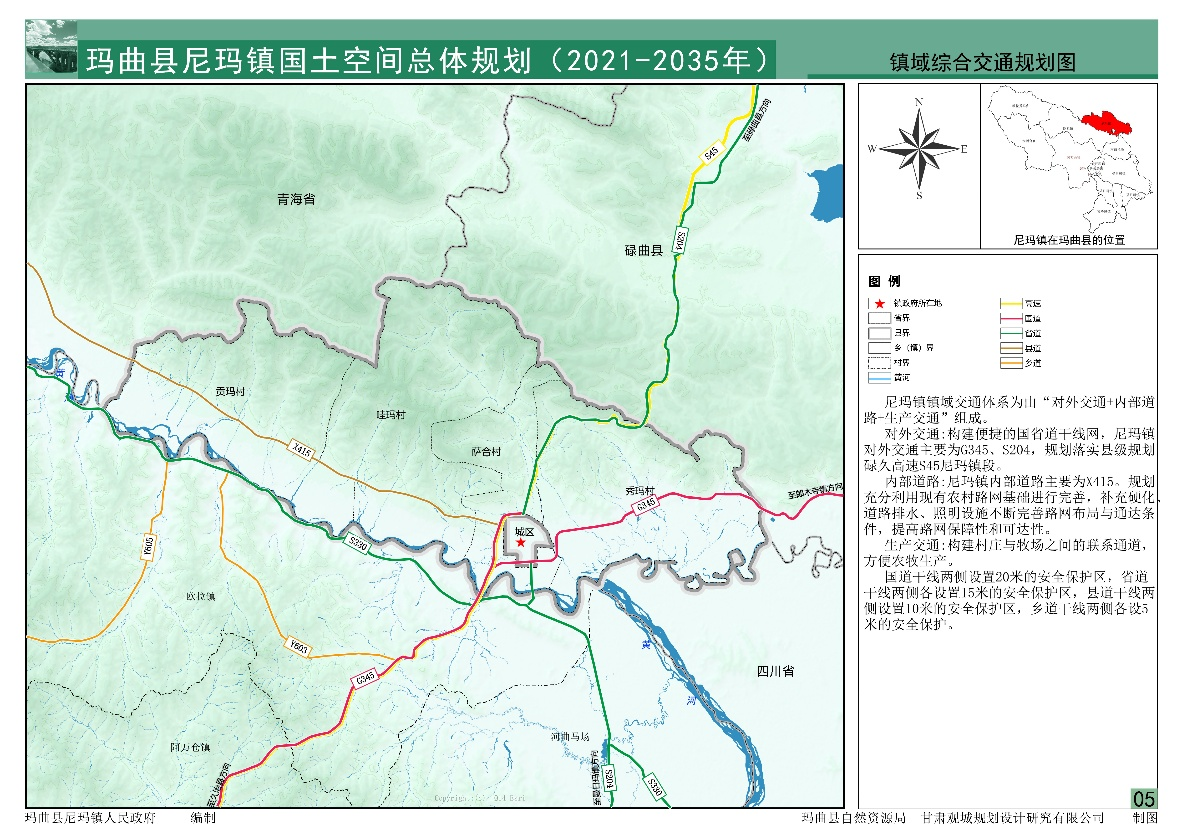 玛曲县尼玛镇国土空间总体规划（2021-2035年）
镇域综合交通规划图
N
W
E
S
尼玛镇在玛曲县的位置
青海省
碌曲县
S45
S204
贡玛村
哇玛村
萨合村
秀玛村
X415
G345
城区
S330
欧拉镇
Y603
G345
四川省
黄
河
阿万仓镇
河曲马场
S204
S330
图 例
镇政府所在地
省界
县界
乡（镇）界
村界
黄河
高速
国道
省道
县道
乡道
尼玛镇镇域交通体系为由“对外交通+内部道
路+生产交通”组成。
对外交通:构建便捷的国省道干线网，尼玛镇
对外交通主要为G345、S204，规划落实县级规划
碌久高速S45尼玛镇段。
内部道路:尼玛镇内部道路主要为X415。规划
充分利用现有农村路网基础进行完善，补充硬化、
道路排水、照明设施不断完善路网布局与通达条
件，提高路网保障性和可达性。
生产交通:构建村庄与牧场之间的联系通道，
方便农牧生产。
国道干线两侧设置20米的安全保护区，省道
干线两侧各设置15米的安全保护区，县道干线两
侧设置10米的安全保护区，乡道干线两侧各设5
米的安全保护。
05
玛曲县尼玛镇人民政府 编制
玛曲县自然资源局 甘肃观城规划设计研究有限公司 制图